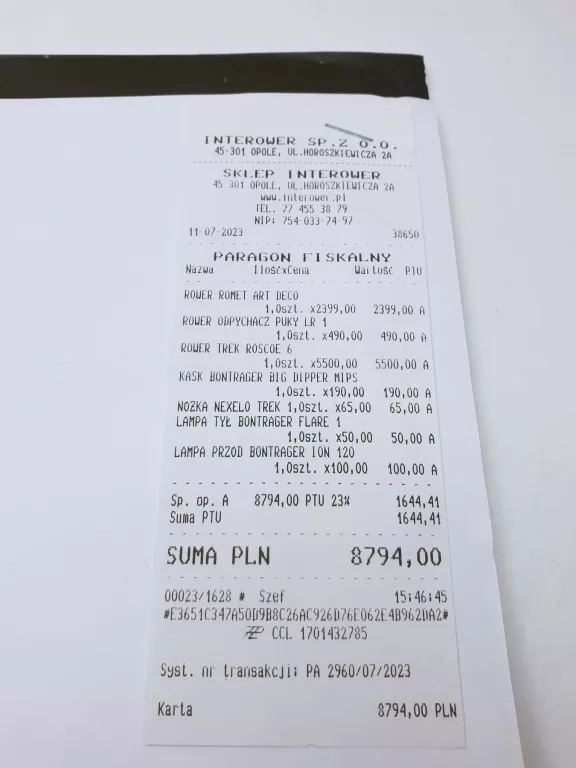 INTEROWER SP.Z O.O.
45-301 OPOLE, UL.HOROSZKIEWICZA 2A
SKLEP INTEROWER
45 301 OPOLE, UL.HOROSZKIEWICZA 2A
www.interower.pl
TEL. 77 455 38 79
NIP: 754-033-74-97
11-07-2023 38650
PARAGON FISKALNY
Nazwa IlośćxCena Wartość PTU
ROWER ROMET ART DECO
1,0szt. x2399,00 2399,00 A
ROWER ODPYCHACZ PUKY LR 1
1,0szt. x490,00 490,00 A
ROWER TREK ROSCOE 6
1,0szt. x5500,00 5500,00 A
KASK BONTRAGER BIG DIPPER MIPS
1,0szt. x190,00 190,00 A
NÓŻKA NEXELO TREK 1,0szt. x65,00 65,00 A
LAMPA TYŁ BONTRAGER FLARE 1
1,0szt. x50,00 50,00 A
LAMPA PRZÓD BONTRAGER ION 120
1,0szt. x100,00 100,00 A
Sp. op. A 8794,00 PTU 23% 1644,41
Suma PTU 1644,41
SUMA PLN 8794,00
00023/1628 # Szef 15:46:45
#E3651C347A50D9B8C26AC926D76E062E4B962DA2#
CCL 1701432785
Syst. nr transakcji: PA 2960/07/2023
Karta 8794,00 PLN